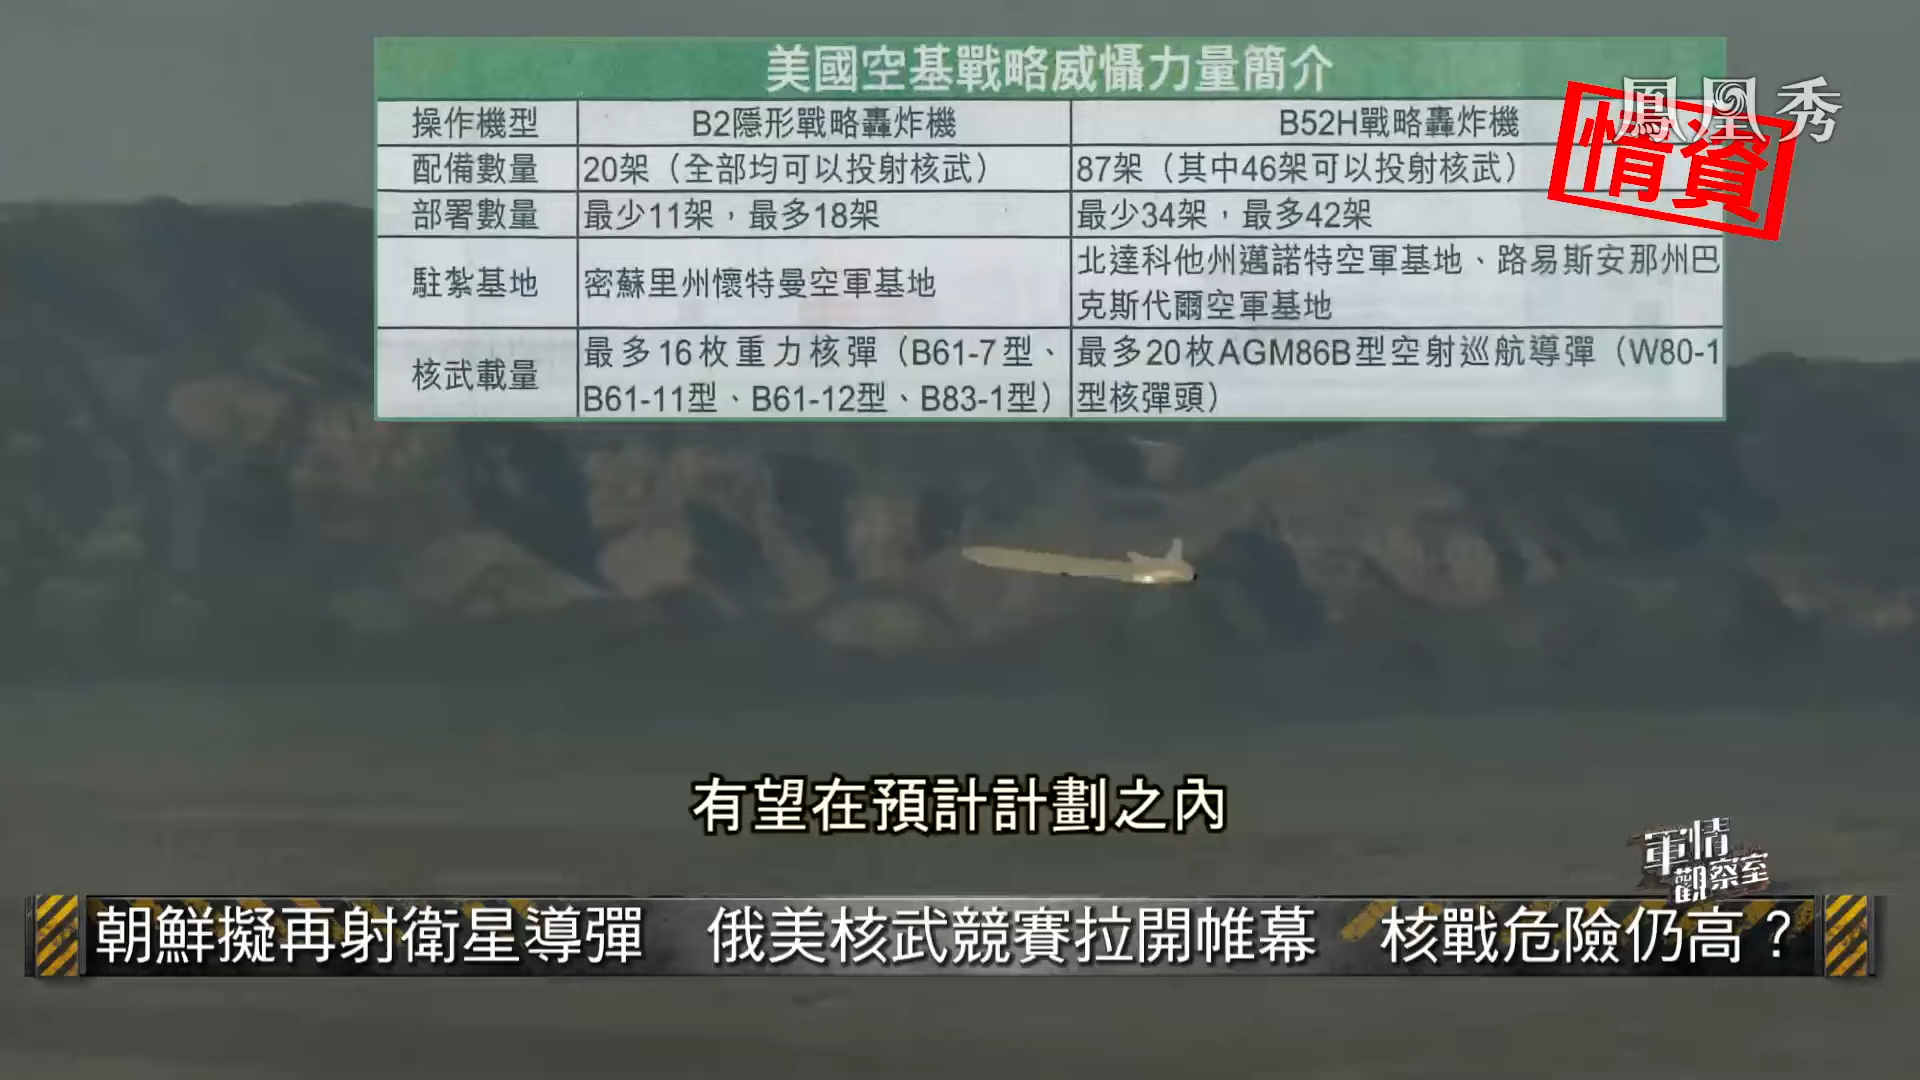 美國空基戰略威懾力量簡介
鳳凰秀
情資
操作機型 B2隱形戰略轟炸機 B52H戰略轟炸機
配備數量 20架（全部均可以投射核武） 87架（其中46架可以投射核武）
部署數量 最少11架，最多18架 最少34架，最多42架
駐紮基地 密蘇里州懷特曼空軍基地 北達科他州邁諾特空軍基地、路易斯安那州巴
克斯代爾空軍基地
核武載量 最多16枚重力核彈（B61-7型、 最多20枚AGM86B型空射巡航導彈（W80-1
B61-11型、B61-12型、B83-1型） 型核彈頭）
有望在預計計劃之內
軍情
觀察室
朝鮮擬再射衛星導彈 俄美核武競賽拉開帷幕 核戰危險仍高？